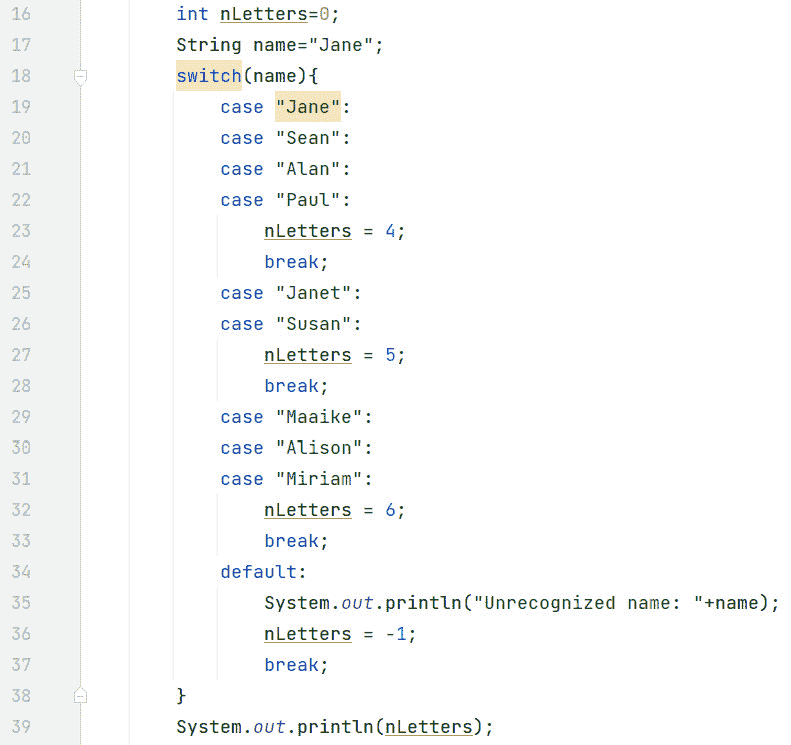 16 int nLetters=0;
17 String name="Jane";
18 switch(name){
19 case "Jane":
20 case "Sean":
21 case "Alan":
22 case "Paul":
23 nLetters = 4;
24 break;
25 case "Janet":
26 case "Susan":
27 nLetters = 5;
28 break;
29 case "Maaike":
30 case "Alison":
31 case "Miriam":
32 nLetters = 6;
33 break;
34 default:
35 System.out.println("Unrecognized name: "+name);
36 nLetters = -1;
37 break;
38 }
39 System.out.println(nLetters);